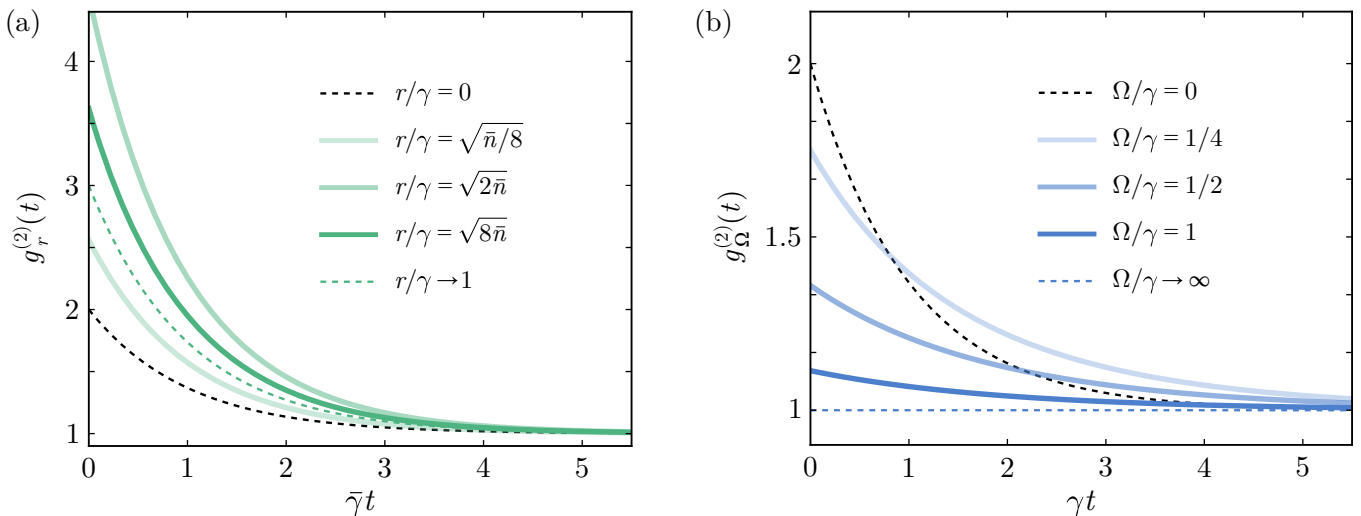 (a)
4
3
2
1
0 1 2 3 4 5
g_r^{(2)}(t)
γ̄t
r/γ = 0
r/γ = √n̄/8
r/γ = √2n̄
r/γ = √8n̄
r/γ → 1
(b)
2
1.5
1
0 1 2 3 4 5
g_Ω^{(2)}(t)
γt
Ω/γ = 0
Ω/γ = 1/4
Ω/γ = 1/2
Ω/γ = 1
Ω/γ → ∞